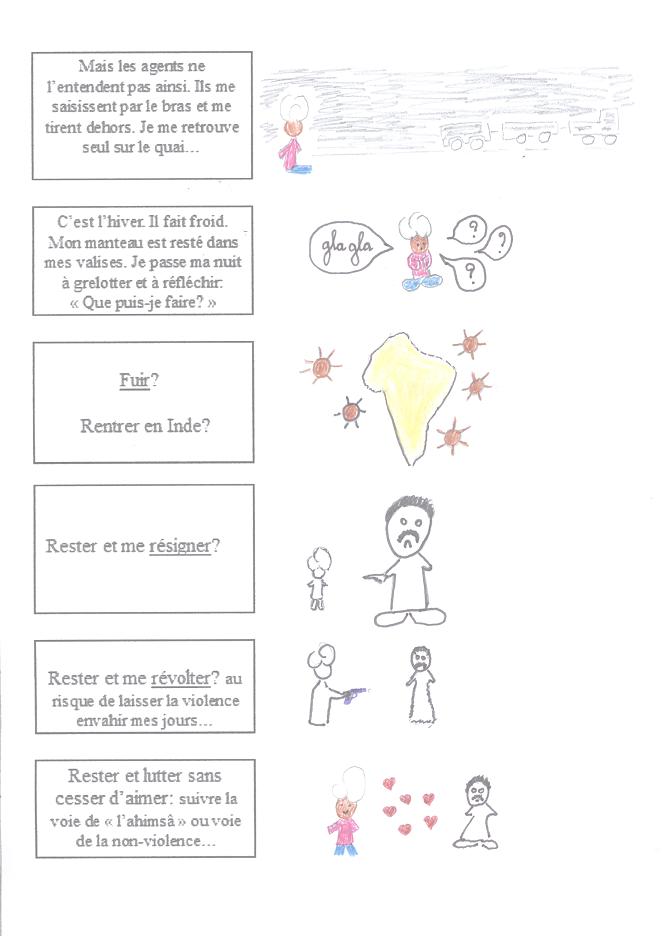 Mais les agents ne
l'entendent pas ainsi. Ils me
saisissent par le bras et me
tirent dehors. Je me retrouve
seul sur le quai…
C'est l'hiver. Il fait froid.
Mon manteau est resté dans
mes valises. Je passe ma nuit
à grelotter et à réfléchir:
« Que puis-je faire? »
gla gla
?
?
?
Fuir?
Rentrer en Inde?
Rester et me résigner?
Rester et me révolter? au
risque de laisser la violence
envahir mes jours…
Rester et lutter sans
cesser d'aimer: suivre la
voie de « l'ahimsâ » ou voie
de la non-violence…